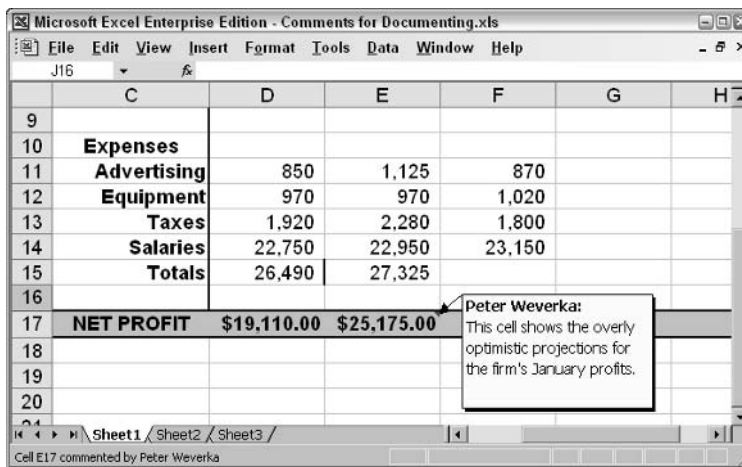 Microsoft Excel Enterprise Edition - Comments for Documenting.xls
File Edit View Insert Format Tools Data Window Help
J16 fx
C D E F G H
9
10 Expenses
11 Advertising 850 1,125 870
12 Equipment 970 970 1,020
13 Taxes 1,920 2,280 1,800
14 Salaries 22,750 22,950 23,150
15 Totals 26,490 27,325
16
17 NET PROFIT $19,110.00 $25,175.00
Peter Weverka:
This cell shows the overly
optimistic projections for
the firm's January profits.
18
19
20
Sheet1 Sheet2 Sheet3
Cell E17 commented by Peter Weverka